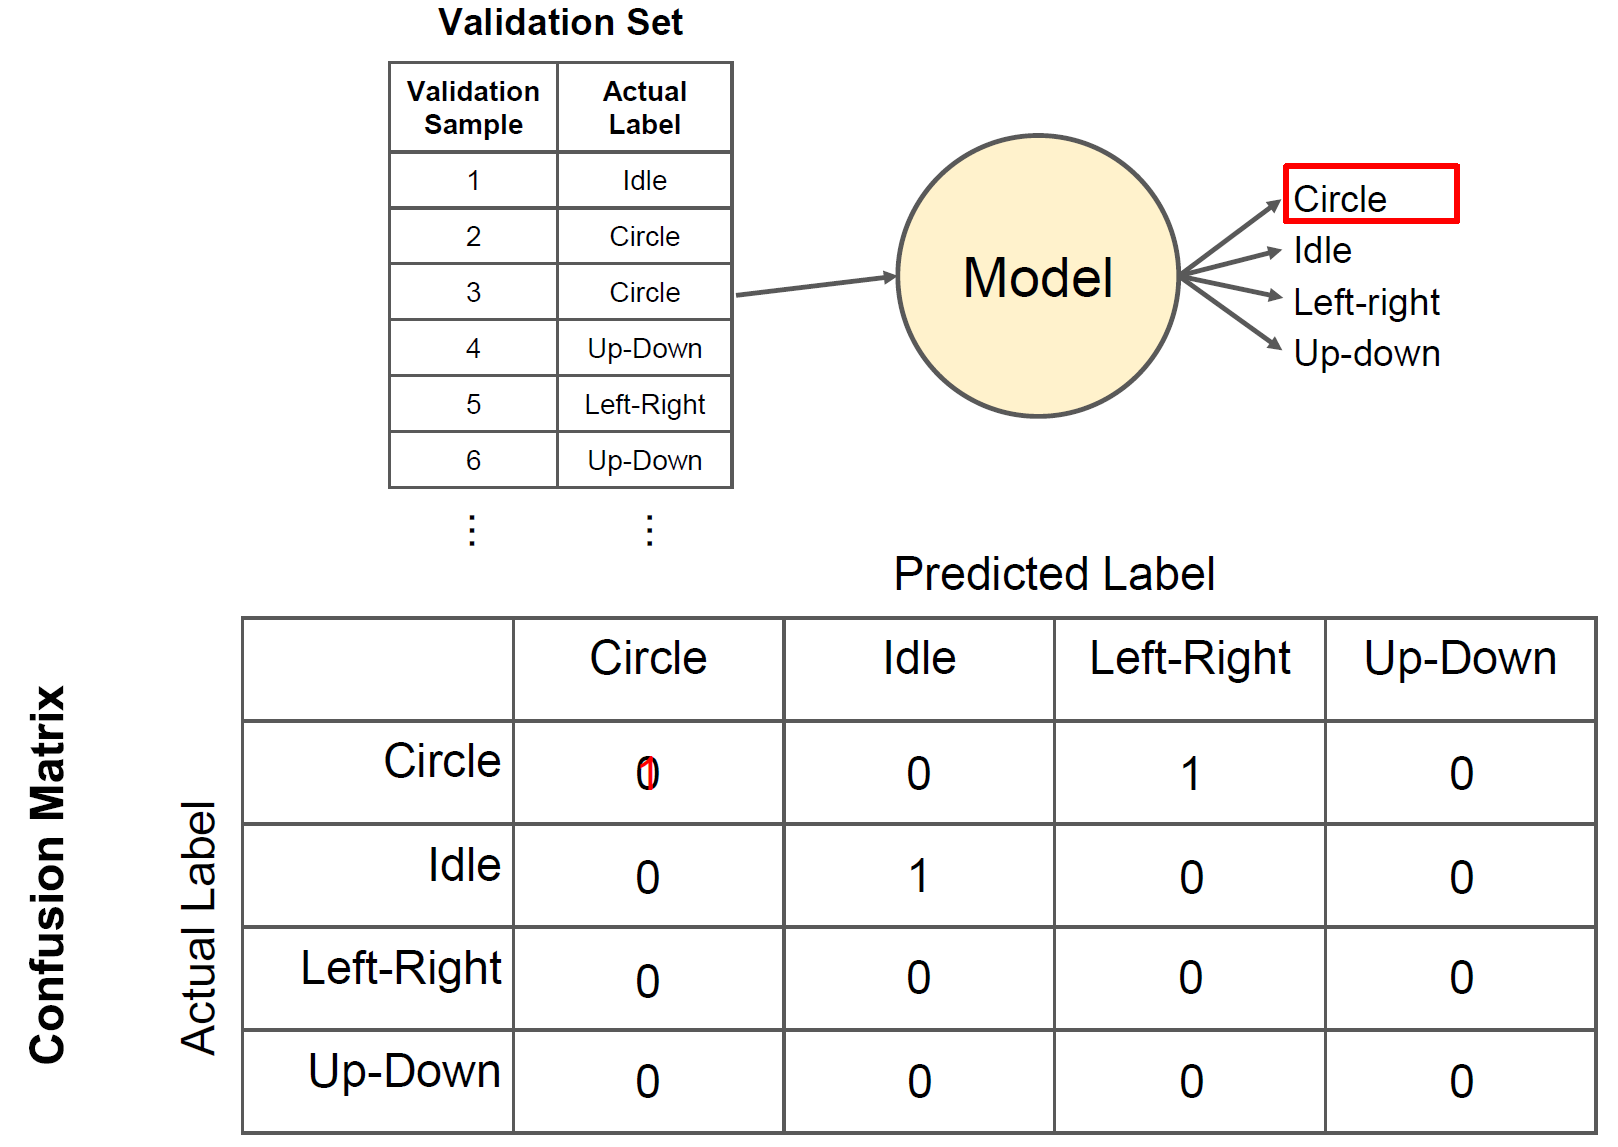 Validation Set
Validation Sample Actual Label
1 Idle
2 Circle
3 Circle
4 Up-Down
5 Left-Right
6 Up-Down
⋮ ⋮
Model
Circle
Idle
Left-right
Up-down
Confusion Matrix
Predicted Label
Actual Label
Circle Idle Left-Right Up-Down
Circle 0 1 0 1 0
Idle 0 1 0 0
Left-Right 0 0 0 0
Up-Down 0 0 0 0